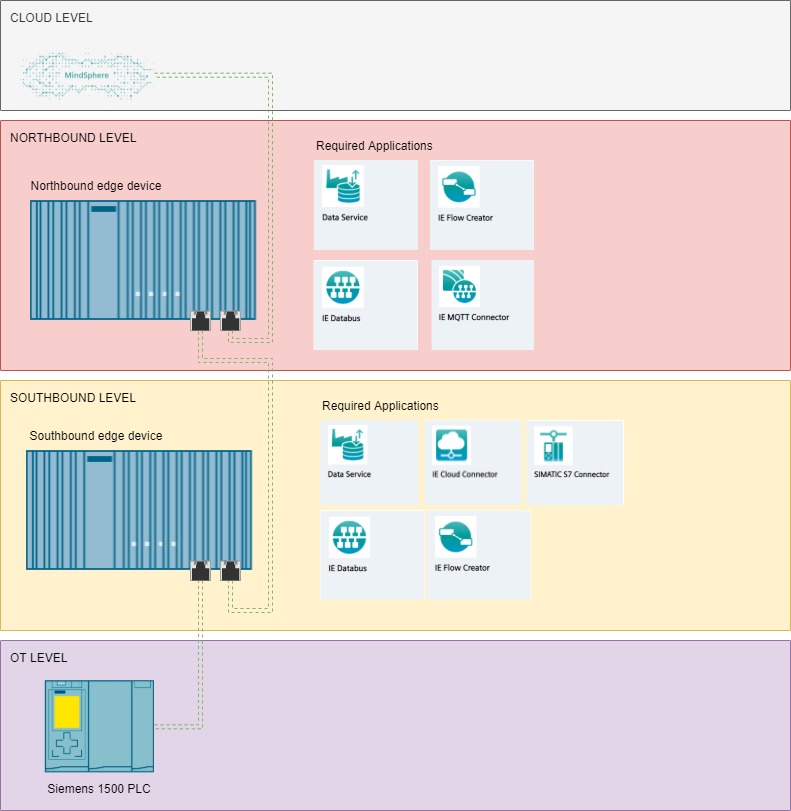 CLOUD LEVEL
MindSphere
NORTHBOUND LEVEL
Required Applications
Northbound edge device
Data Service
IE Flow Creator
IE Databus
IE MQTT Connector
SOUTHBOUND LEVEL
Required Applications
Southbound edge device
Data Service
IE Cloud Connector
SIMATIC S7 Connector
IE Databus
IE Flow Creator
OT LEVEL
Siemens 1500 PLC